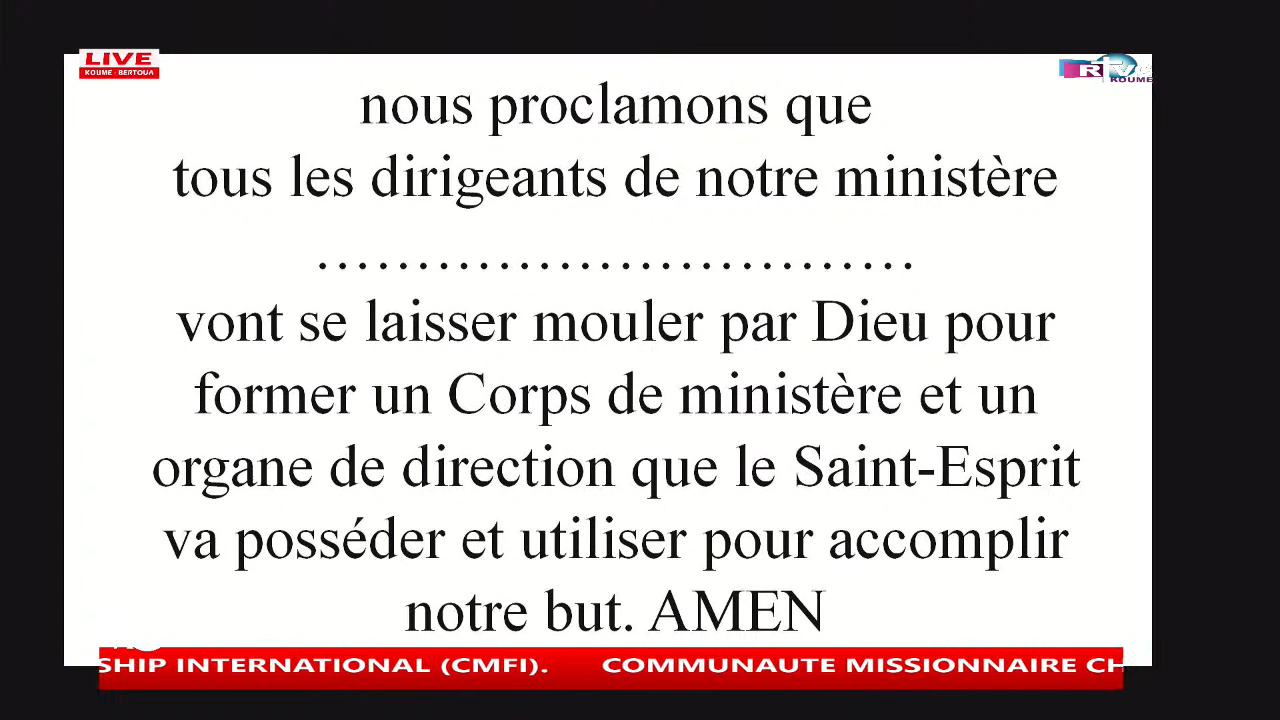 LIVE
KOUME - BERTOUA
RTV
KOUME
nous proclamons que
tous les dirigeants de notre ministère
…………………………
vont se laisser mouler par Dieu pour
former un Corps de ministère et un
organe de direction que le Saint-Esprit
va posséder et utiliser pour accomplir
notre but. AMEN
SHIP INTERNATIONAL (CMFI). COMMUNAUTE MISSIONNAIRE CH